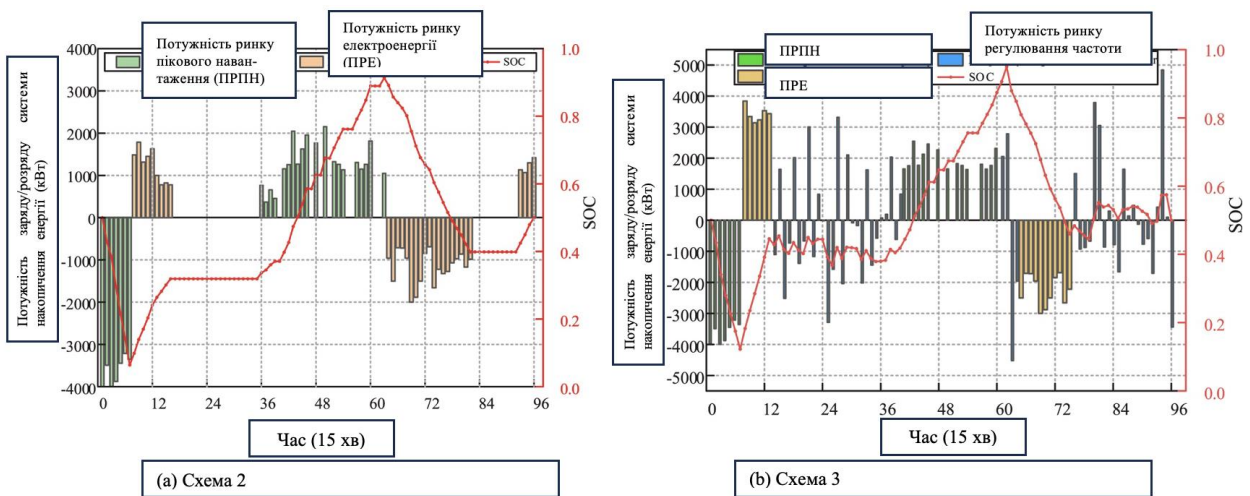 Потужність ринку
пікового наван-
таження (ПРПН)
Потужність ринку
електроенергії
(ПРЕ)
SOC
Потужність заряду/розряду системи
накопичення енергії (кВт)
4000
3000
2000
1000
0
-1000
-2000
-3000
-4000
1.0
0.8
0.6
0.4
0.2
0.0
SOC
0 12 24 36 48 60 72 84 96
Час (15 хв)
(a) Схема 2
ПРПН
ПРЕ
Потужність ринку
регулювання частоти
SOC
Потужність заряду/розряду системи
накопичення енергії (кВт)
5000
4000
3000
2000
1000
0
-1000
-2000
-3000
-4000
-5000
1.0
0.8
0.6
0.4
0.2
0.0
SOC
0 12 24 36 48 60 72 84 96
Час (15 хв)
(b) Схема 3